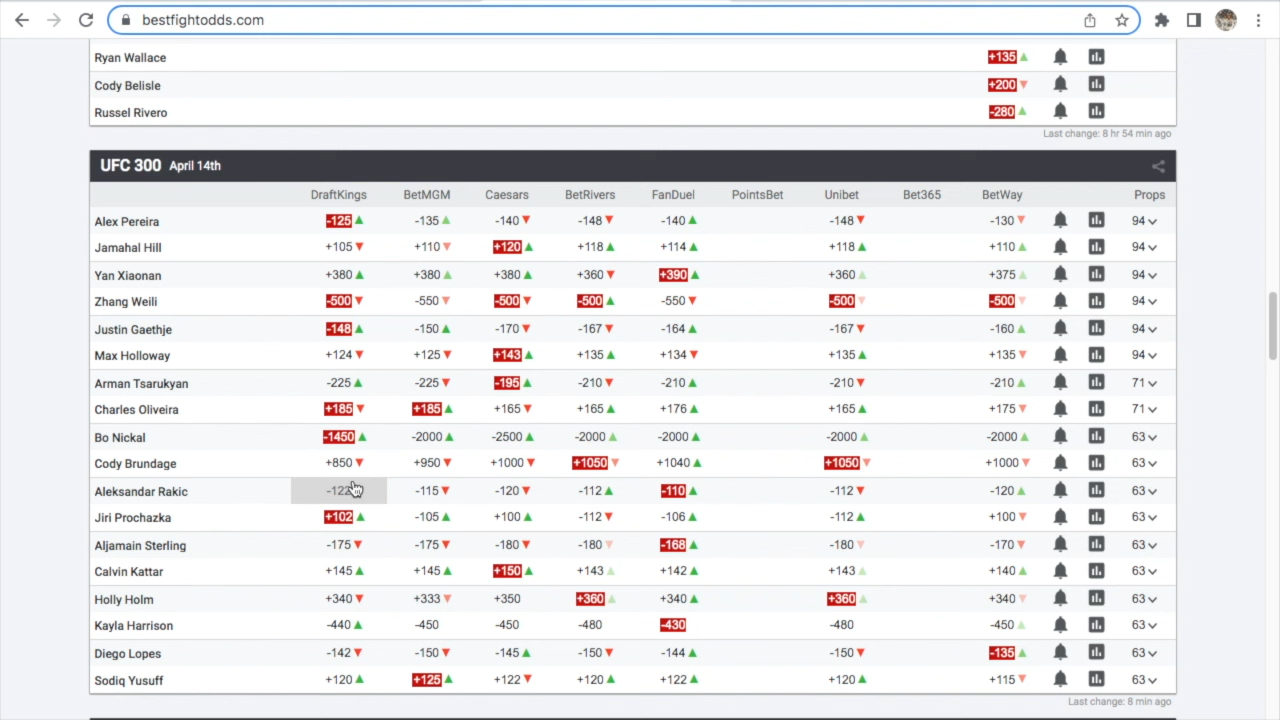 bestfightodds.com
Ryan Wallace +135▲
Cody Belisle +200▼
Russel Rivero -280▲
Last change: 8 hr 54 min ago
UFC 300 April 14th
DraftKings BetMGM Caesars BetRivers FanDuel PointsBet Unibet Bet365 BetWay Props
Alex Pereira -125▲ -135▲ -140▼ -148▼ -140▲ -148▼ -130▼ 94
Jamahal Hill +105▼ +110▼ +120▲ +118▲ +114▲ +118▲ +110▲ 94
Yan Xiaonan +380▲ +380▲ +380▲ +360▼ +390▲ +360▲ +375▲ 94
Zhang Weili -500▼ -550▼ -500▼ -500▲ -550▼ -500▼ -500▼ 94
Justin Gaethje -148▲ -150▲ -170▼ -167▼ -164▲ -167▼ -160▲ 94
Max Holloway +124▼ +125▼ +143▲ +135▲ +134▼ +135▲ +135▼ 94
Arman Tsarukyan -225▲ -225▼ -195▲ -210▼ -210▲ -210▼ -210▲ 71
Charles Oliveira +185▼ +185▲ +165▼ +165▲ +176▲ +165▲ +175▼ 71
Bo Nickal -1450▲ -2000▲ -2500▲ -2000▲ -2000▲ -2000▲ -2000▲ 63
Cody Brundage +850▼ +950▼ +1000▼ +1050▼ +1040▲ +1050▼ +1000▼ 63
Aleksandar Rakic -122 -115▼ -120▼ -112▲ -110▲ -112▼ -120▲ 63
Jiri Prochazka +102▲ -105▲ +100▲ -112▼ -106▲ -112▲ +100▼ 63
Aljamain Sterling -175▼ -175▼ -180▼ -180▼ -168▲ -180▼ -170▼ 63
Calvin Kattar +145▲ +145▲ +150▲ +143▲ +142▲ +143▲ +140▲ 63
Holly Holm +340▼ +333▼ +350 +360▲ +340▲ +360▲ +340▼ 63
Kayla Harrison -440▲ -450 -450 -480 -430 -480 -450▲ 63
Diego Lopes -142▼ -150▼ -145▲ -150▼ -144▲ -150▼ -135▲ 63
Sodiq Yusuff +120▲ +125▲ +122▼ +120▲ +122▲ +120▲ +115▼ 63
Last change: 8 min ago